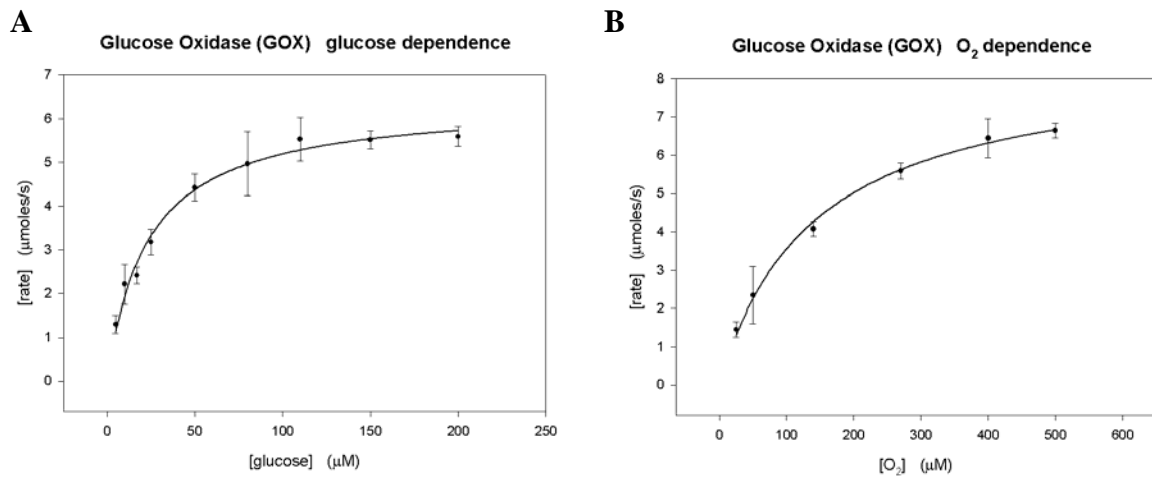 A
Glucose Oxidase (GOX) glucose dependence
7
6
5
4
3
2
1
0
[rate] (μmoles/s)
0 50 100 150 200 250
[glucose] (μM)
B
Glucose Oxidase (GOX) O₂ dependence
8
7
6
5
4
3
2
1
0
[rate] (μmoles/s)
0 100 200 300 400 500 600
[O₂] (μM)